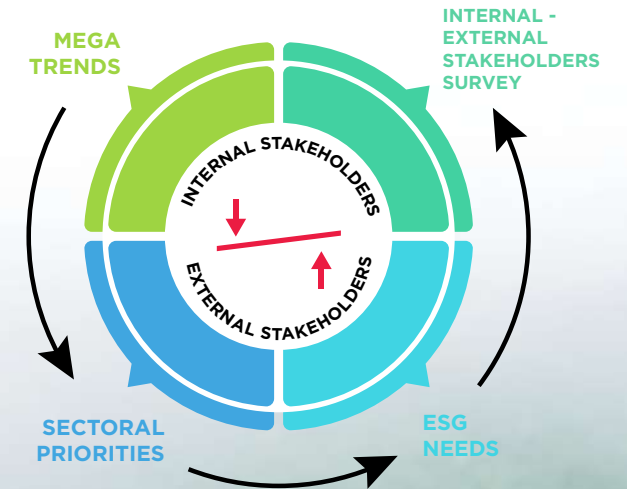 MEGA
TRENDS
INTERNAL -
EXTERNAL
STAKEHOLDERS
SURVEY
INTERNAL STAKEHOLDERS
EXTERNAL STAKEHOLDERS
SECTORAL
PRIORITIES
ESG
NEEDS